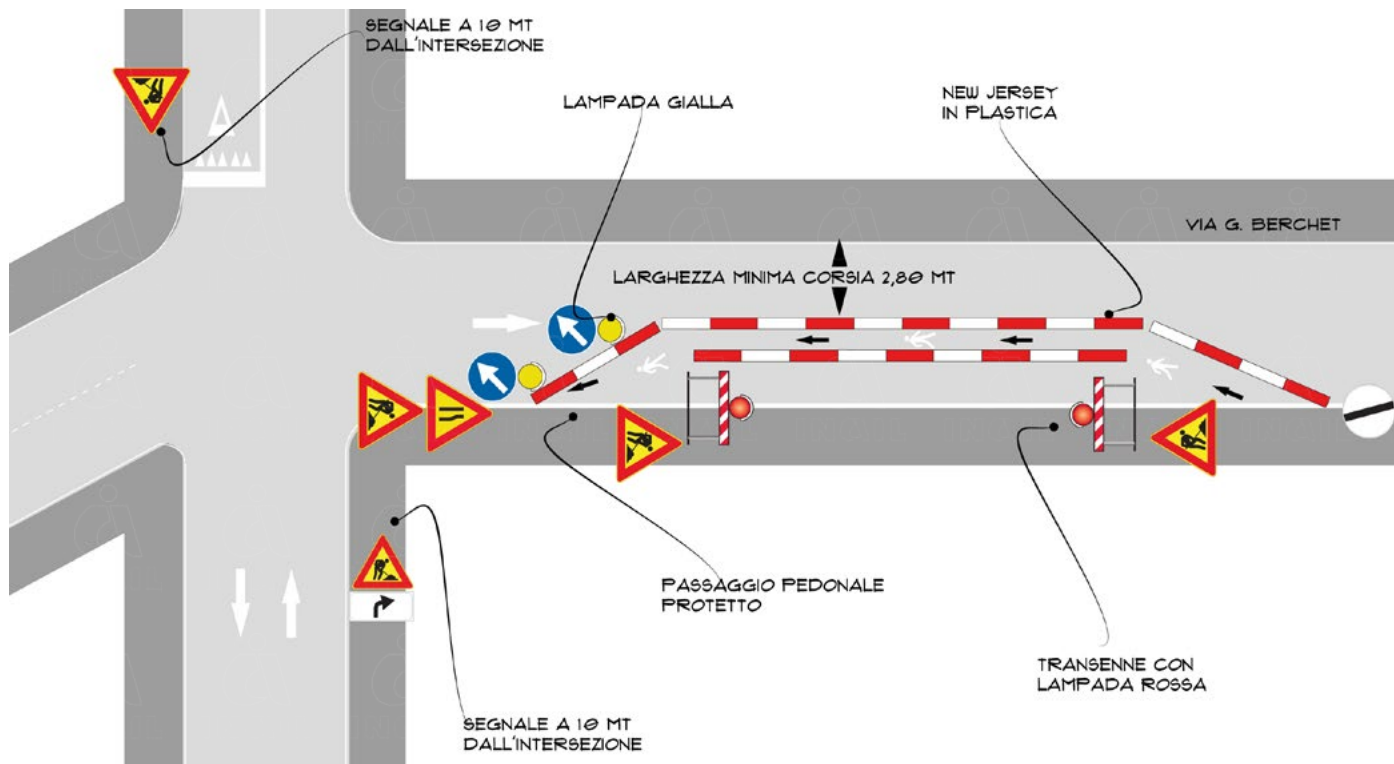 SEGNALE A 10 MT
DALL'INTERSEZIONE
LAMPADA GIALLA
NEW JERSEY
IN PLASTICA
VIA G. BERCHET
LARGHEZZA MINIMA CORSIA 2,80 MT
PASSAGGIO PEDONALE
PROTETTO
TRANSENNE CON
LAMPADA ROSSA
SEGNALE A 10 MT
DALL'INTERSEZIONE